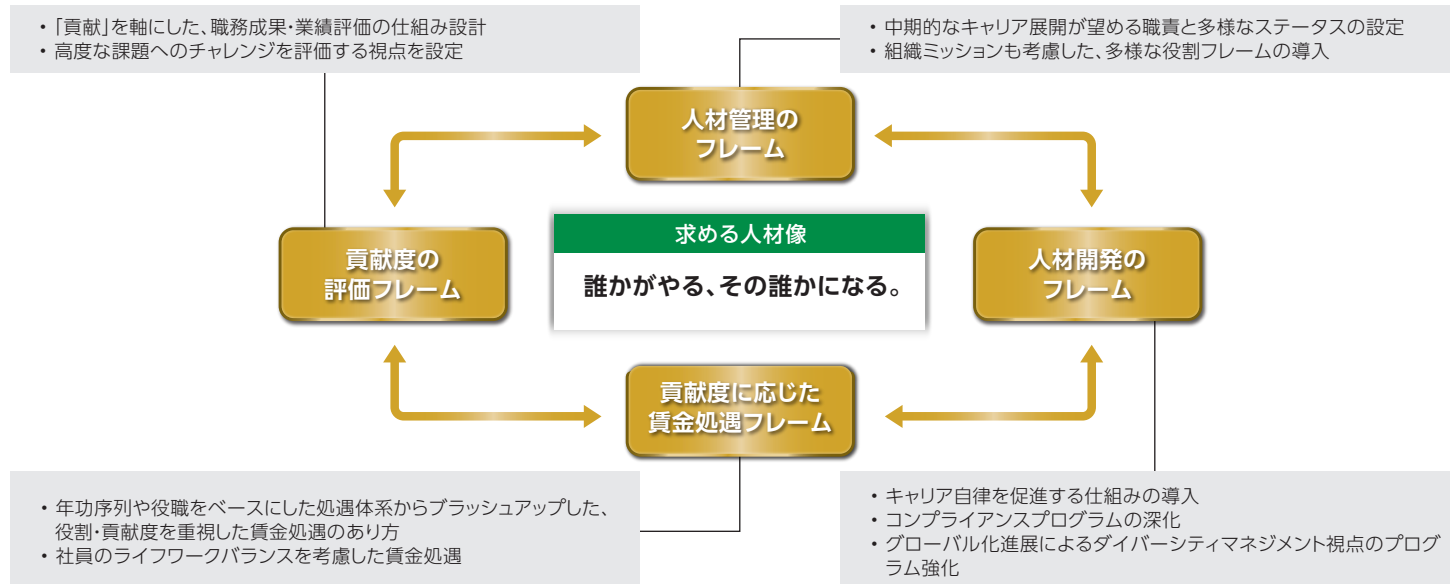 • 「貢献」を軸にした、職務成果・業績評価の仕組み設計
• 高度な課題へのチャレンジを評価する視点を設定
• 中期的なキャリア展開が望める職責と多様なステータスの設定
• 組織ミッションも考慮した、多様な役割フレームの導入
人材管理の
フレーム
貢献度の
評価フレーム
求める人材像
誰かがやる、その誰かになる。
人材開発の
フレーム
貢献度に応じた
賃金処遇フレーム
• 年功序列や役職をベースにした処遇体系からブラッシュアップした、
役割・貢献度を重視した賃金処遇のあり方
• 社員のライフワークバランスを考慮した賃金処遇
• キャリア自律を促進する仕組みの導入
• コンプライアンスプログラムの深化
• グローバル化進展によるダイバーシティマネジメント視点のプログ
ラム強化